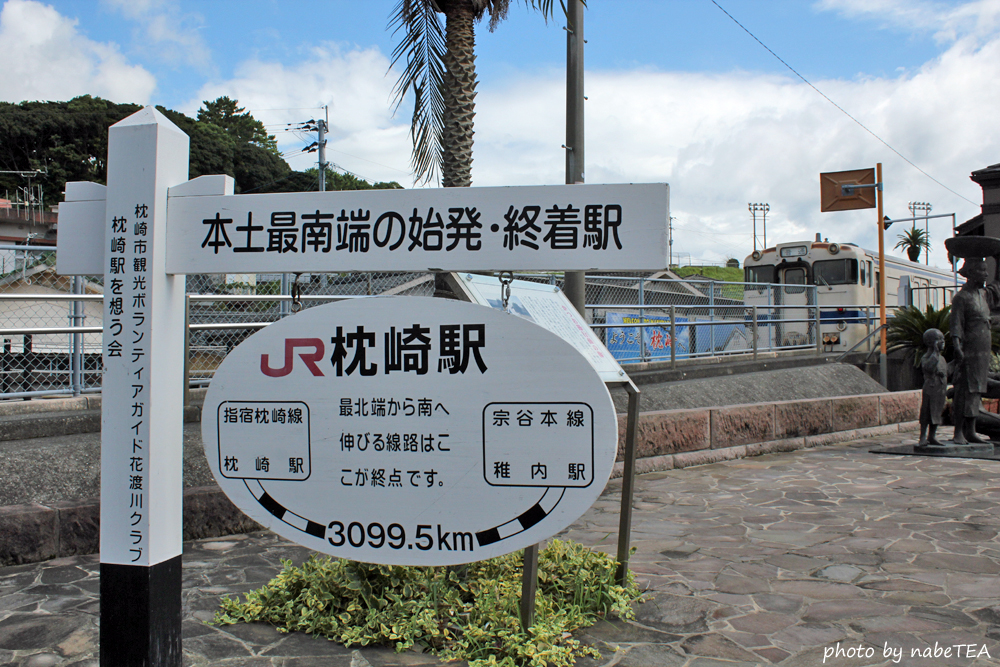 本土最南端の始発・終着駅
枕崎市観光ボランティアガイド花渡川クラブ
枕崎駅を想う会
JR枕崎駅
指宿枕崎線
枕崎駅
最北端から南へ
伸びる線路はこ
こが終点です。
宗谷本線
稚内駅
3099.5km
photo by nabeTEA